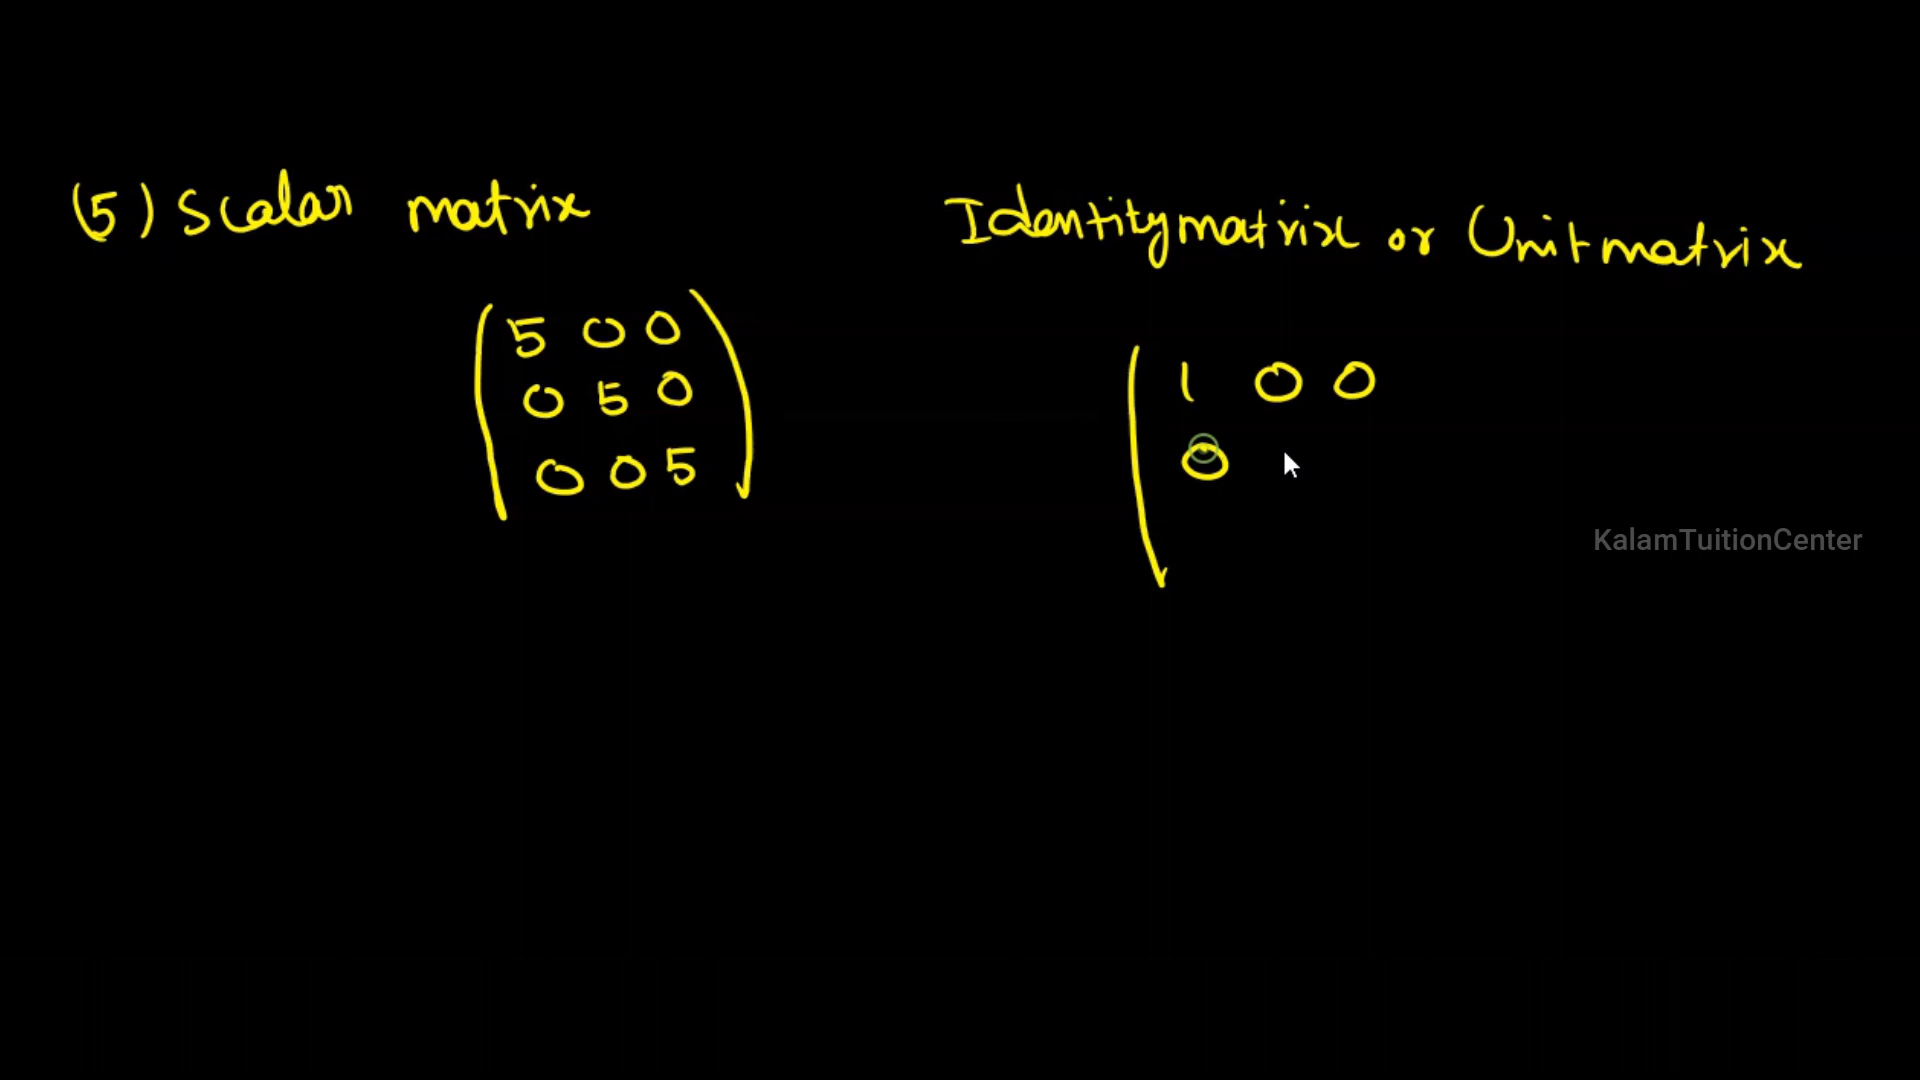 (5) Scalar matrix
5 0 0
0 5 0
0 0 5
Identity matrix or Unit matrix
1 0 0
0
KalamTuitionCenter